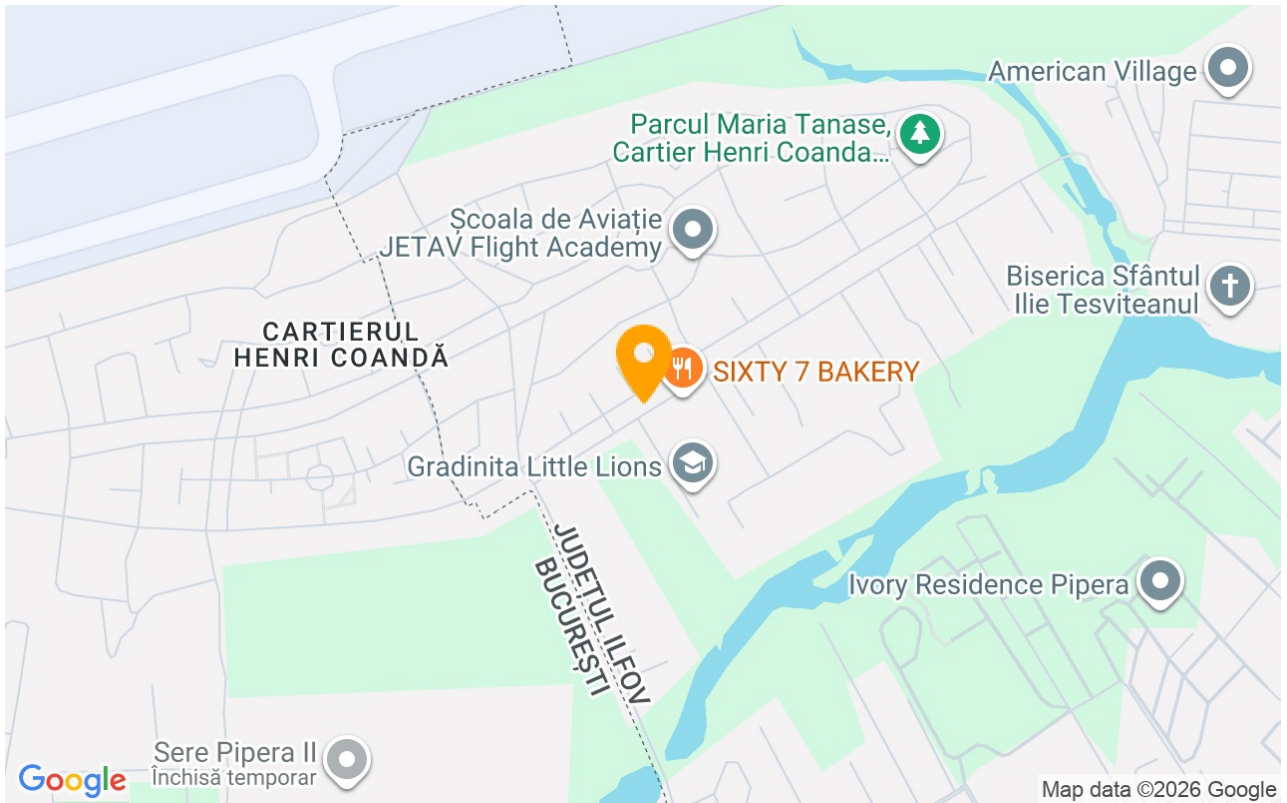 American Village
Parcul Maria Tanase,
Cartier Henri Coanda...
Școala de Aviație
JETAV Flight Academy
Biserica Sfântul
Ilie Tesviteanul
CARTIERUL
HENRI COANDĂ
SIXTY 7 BAKERY
Gradinita Little Lions
JUDEȚUL ILFOV
BUCUREȘTI
Ivory Residence Pipera
Sere Pipera II
Închisă temporar
Google
Map data ©2026 Google